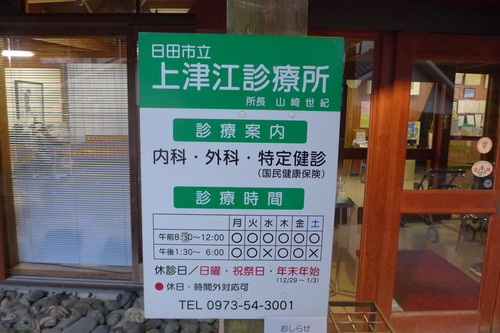 日田市立
上津江診療所
所長 山崎世紀
診療案内
内科・外科・特定健診
(国民健康保険)
診療時間
月 火 水 木 金 土
午前8:30～12:00 ○ ○ ○ ○ ○ ○
午後1:30～ 6:00 ○ ○ × ○ ○ ×
休診日／日曜・祝祭日・年末年始
(12/29～1/3)
●休日・時間外対応可
TEL 0973-54-3001
おしらせ